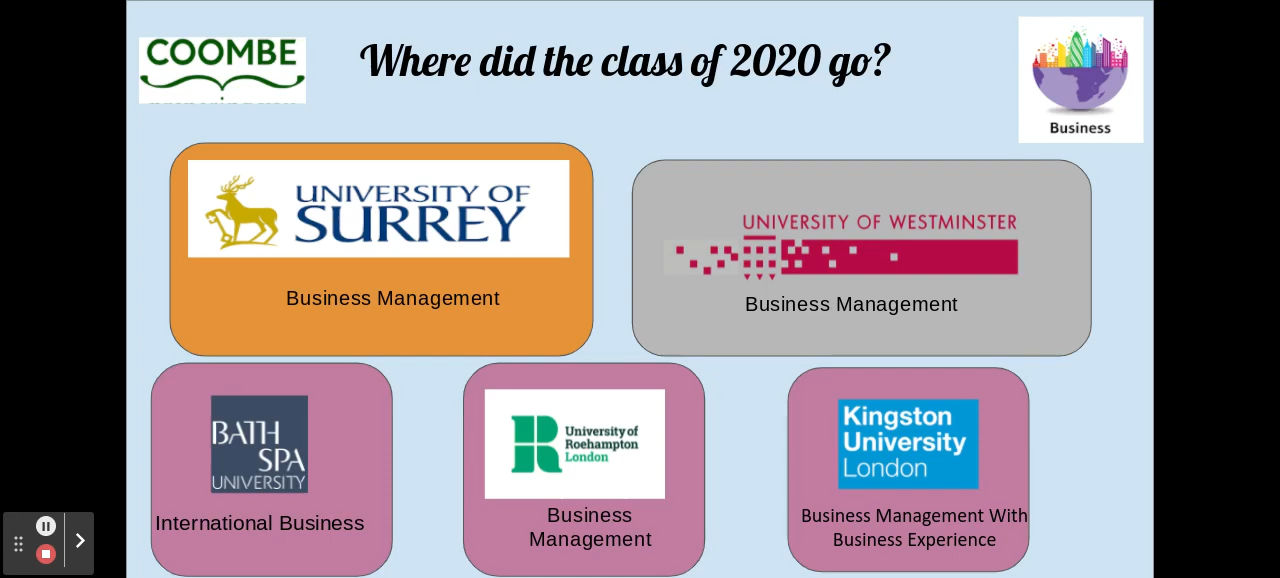 COOMBE
Where did the class of 2020 go?
Business
UNIVERSITY OF
SURREY
Business Management
UNIVERSITY OF WESTMINSTER
Business Management
BATH
SPA
UNIVERSITY
International Business
University of
Roehampton
London
Business
Management
Kingston
University
London
Business Management With
Business Experience